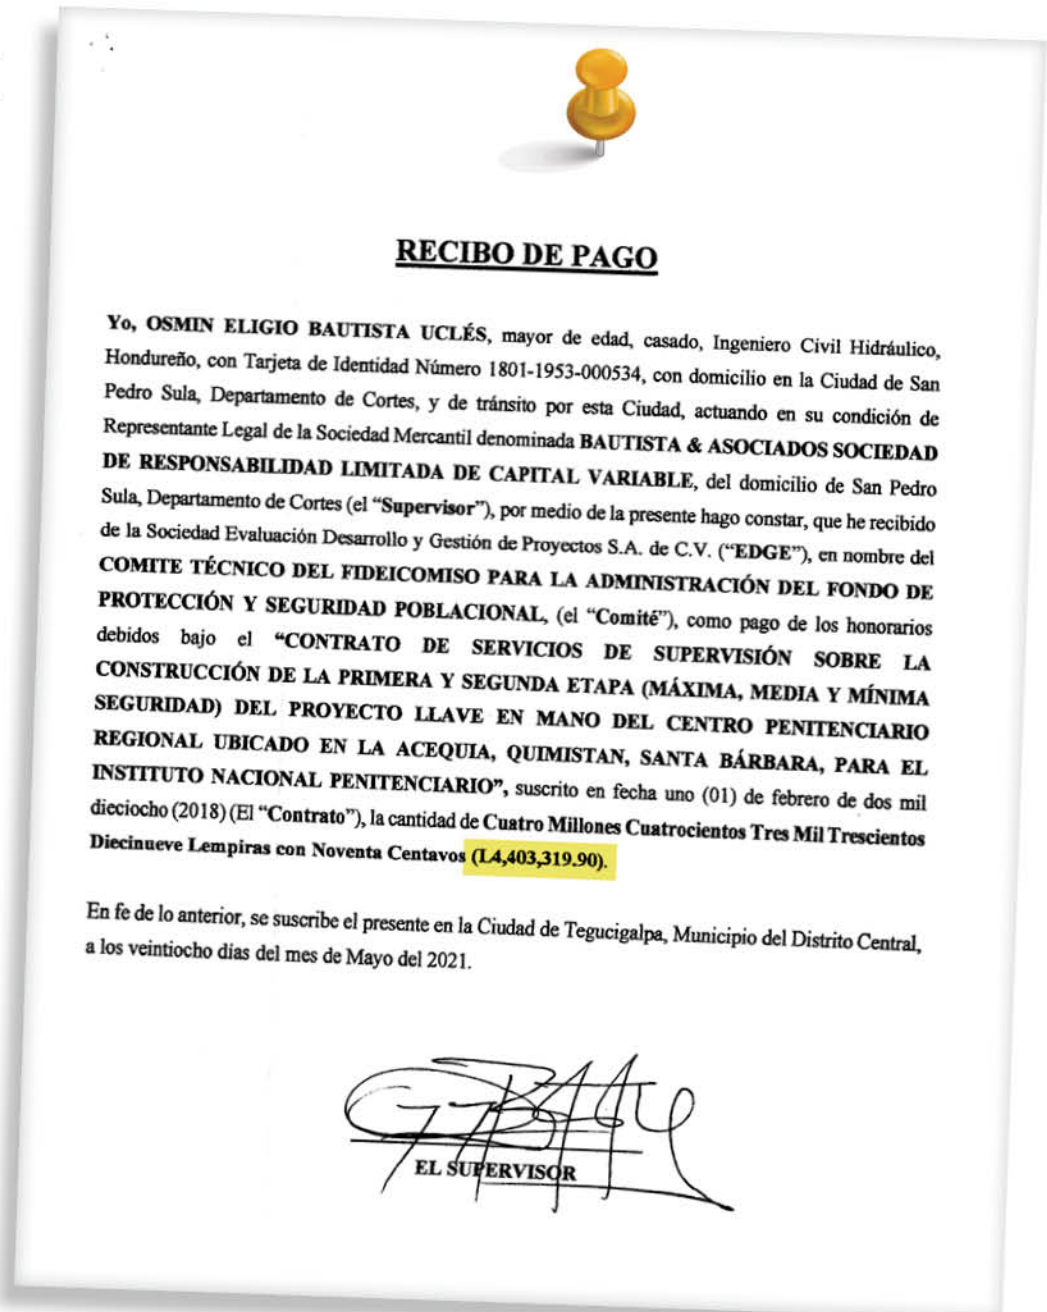 RECIBO DE PAGO
Yo, OSMIN ELIGIO BAUTISTA UCLÉS, mayor de edad, casado, Ingeniero Civil Hidráulico,
Hondureño, con Tarjeta de Identidad Número 1801-1953-000534, con domicilio en la Ciudad de San
Pedro Sula, Departamento de Cortes, y de tránsito por esta Ciudad, actuando en su condición de
Representante Legal de la Sociedad Mercantil denominada BAUTISTA & ASOCIADOS SOCIEDAD
DE RESPONSABILIDAD LIMITADA DE CAPITAL VARIABLE, del domicilio de San Pedro
Sula, Departamento de Cortes (el “Supervisor”), por medio de la presente hago constar, que he recibido
de la Sociedad Evaluación Desarrollo y Gestión de Proyectos S.A. de C.V. (“EDGE”), en nombre del
COMITE TÉCNICO DEL FIDEICOMISO PARA LA ADMINISTRACIÓN DEL FONDO DE
PROTECCIÓN Y SEGURIDAD POBLACIONAL, (el “Comité”), como pago de los honorarios
debidos bajo el “CONTRATO DE SERVICIOS DE SUPERVISIÓN SOBRE LA
CONSTRUCCIÓN DE LA PRIMERA Y SEGUNDA ETAPA (MÁXIMA, MEDIA Y MÍNIMA
SEGURIDAD) DEL PROYECTO LLAVE EN MANO DEL CENTRO PENITENCIARIO
REGIONAL UBICADO EN LA ACEQUIA, QUIMISTAN, SANTA BÁRBARA, PARA EL
INSTITUTO NACIONAL PENITENCIARIO”, suscrito en fecha uno (01) de febrero de dos mil
dieciocho (2018) (El “Contrato”), la cantidad de Cuatro Millones Cuatrocientos Tres Mil Trescientos
Diecinueve Lempiras con Noventa Centavos (L4,403,319.90).
En fe de lo anterior, se suscribe el presente en la Ciudad de Tegucigalpa, Municipio del Distrito Central,
a los veintiocho días del mes de Mayo del 2021.
EL SUPERVISOR